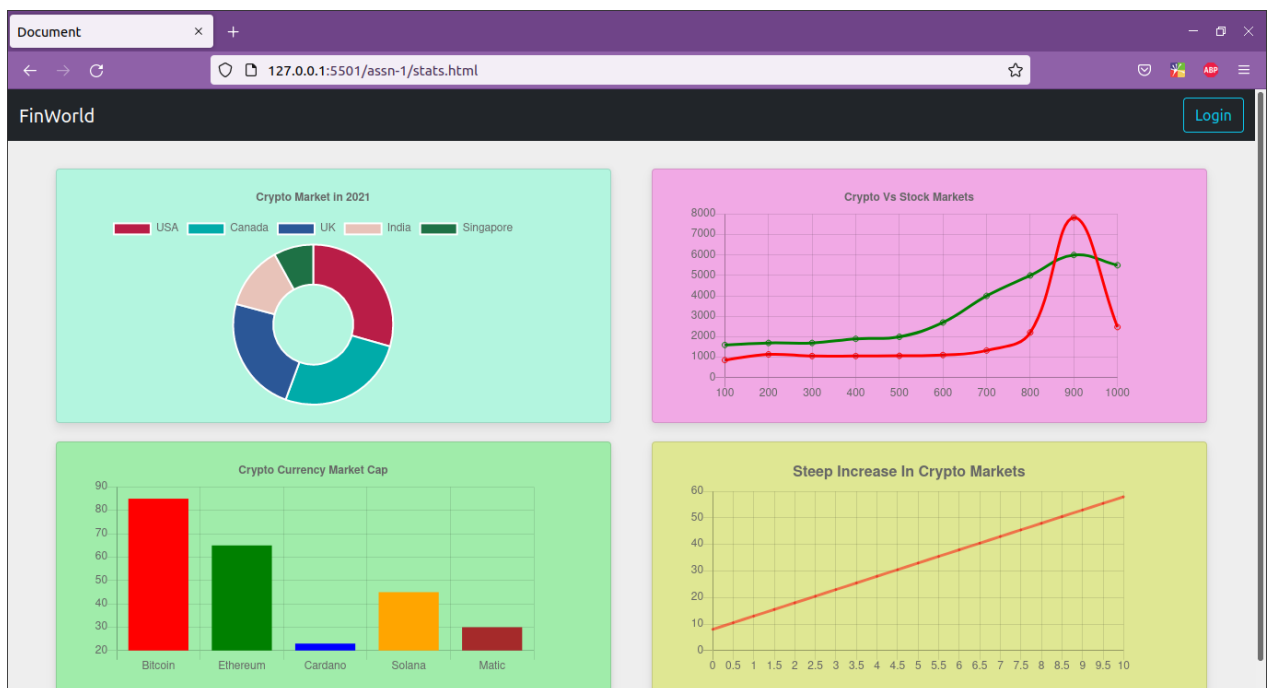 Document
127.0.0.1:5501/assn-1/stats.html
ABP
FinWorld
Login
Crypto Market in 2021
USA Canada UK India Singapore
Crypto Vs Stock Markets
8000
7000
6000
5000
4000
3000
2000
1000
0
100 200 300 400 500 600 700 800 900 1000
Crypto Currency Market Cap
90
80
70
60
50
40
30
20
Bitcoin Ethereum Cardano Solana Matic
Steep Increase In Crypto Markets
60
50
40
30
20
10
0
0 0.5 1 1.5 2 2.5 3 3.5 4 4.5 5 5.5 6 6.5 7 7.5 8 8.5 9 9.5 10